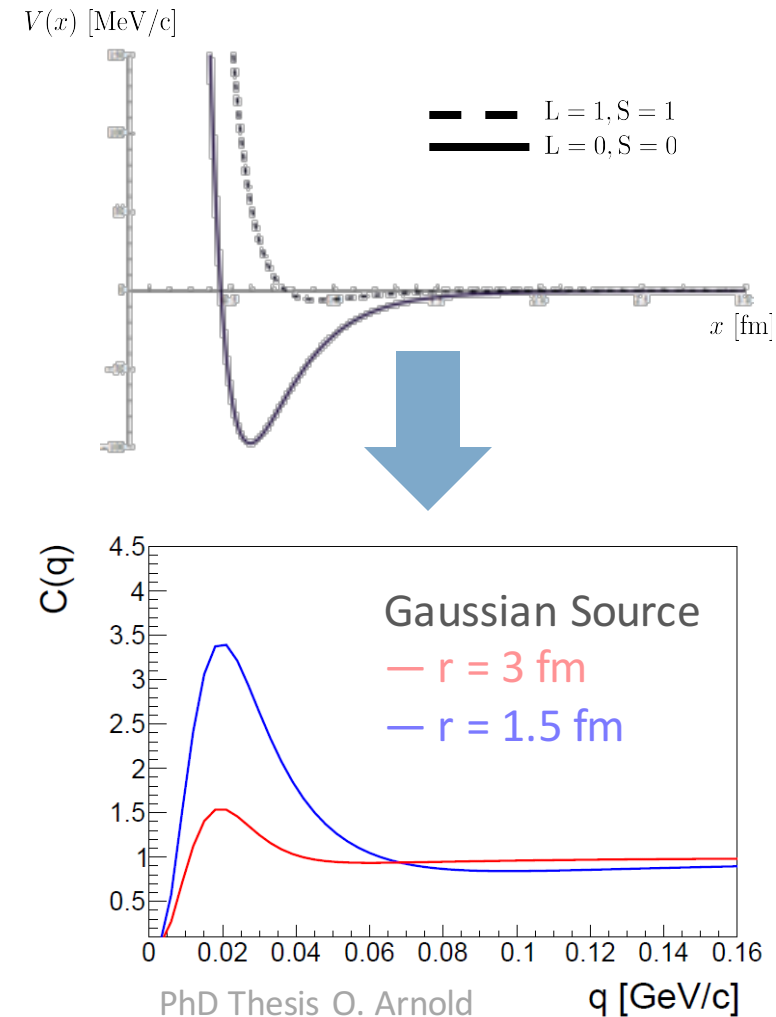 V(x) [MeV/c]
L = 1, S = 1
L = 0, S = 0
x [fm]
C(q)
4.5
4
3.5
3
2.5
2
1.5
1
0.5
Gaussian Source
— r = 3 fm
— r = 1.5 fm
0 0.02 0.04 0.06 0.08 0.1 0.12 0.14 0.16
PhD Thesis O. Arnold
q [GeV/c]